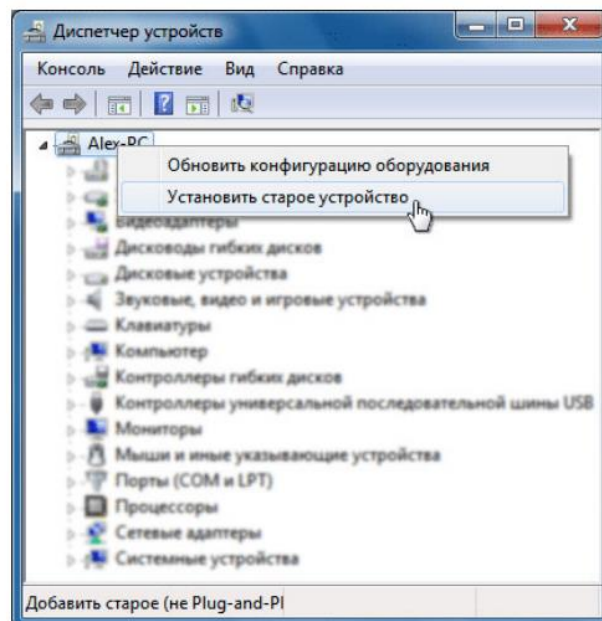 Диспетчер устройств
Консоль Действие Вид Справка
Alex-PC
Обновить конфигурацию оборудования
Установить старое устройство
Видеоадаптеры
Дисководы гибких дисков
Дисковые устройства
Звуковые, видео и игровые устройства
Клавиатуры
Компьютер
Контроллеры гибких дисков
Контроллеры универсальной последовательной шины USB
Мониторы
Мыши и иные указывающие устройства
Порты (COM и LPT)
Процессоры
Сетевые адаптеры
Системные устройства
Добавить старое (не Plug-and-Pl